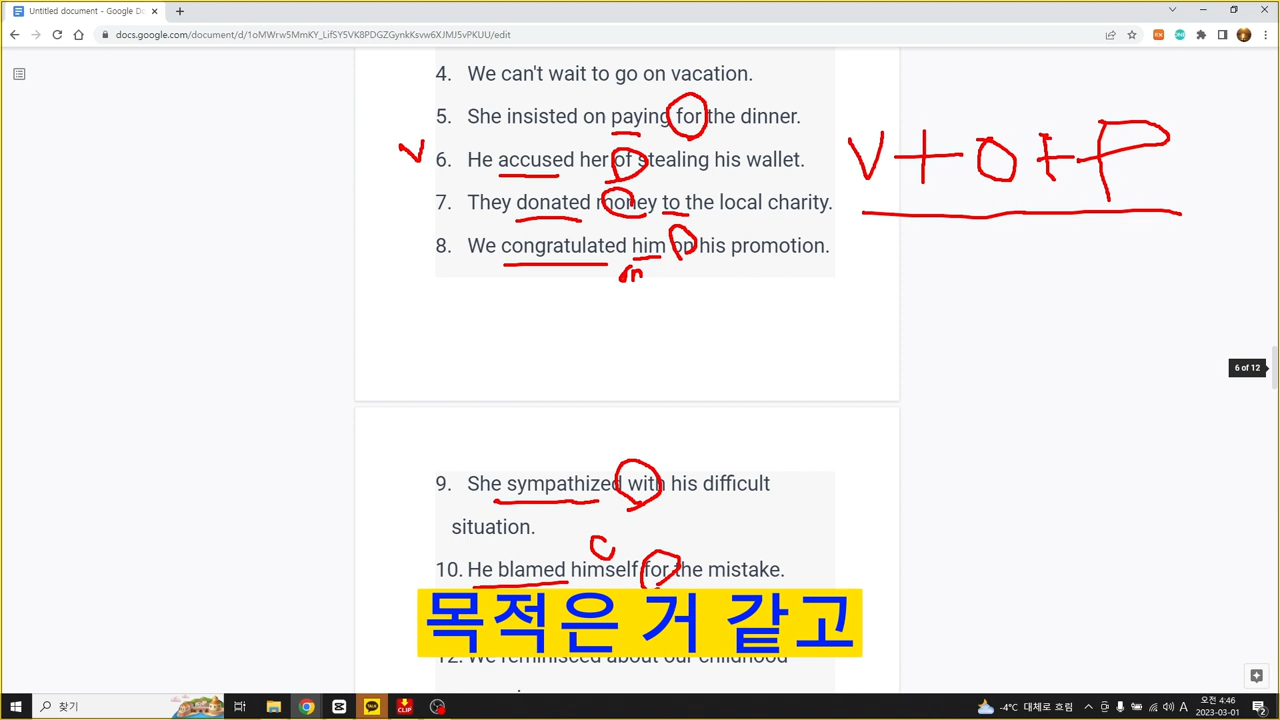 Untitled document - Google Do
docs.google.com/document/d/1oMWrw5MmKY_LifSY5VK8PDGZGynkKsvw6XJMJ5vPKUU/edit
4. We can't wait to go on vacation.
5. She insisted on paying for the dinner.
V
6. He accused her of stealing his wallet.
V+O+P
7. They donated money to the local charity.
8. We congratulated him on his promotion.
6 of 12
9. She sympathized with his difficult
situation.
10. He blamed himself for the mistake.
목적은 거 같고
12. We reminisced about our childhood
찾기
CLIP
-4°C 대체로 흐림
A
오전 4:46
2023-03-01
2